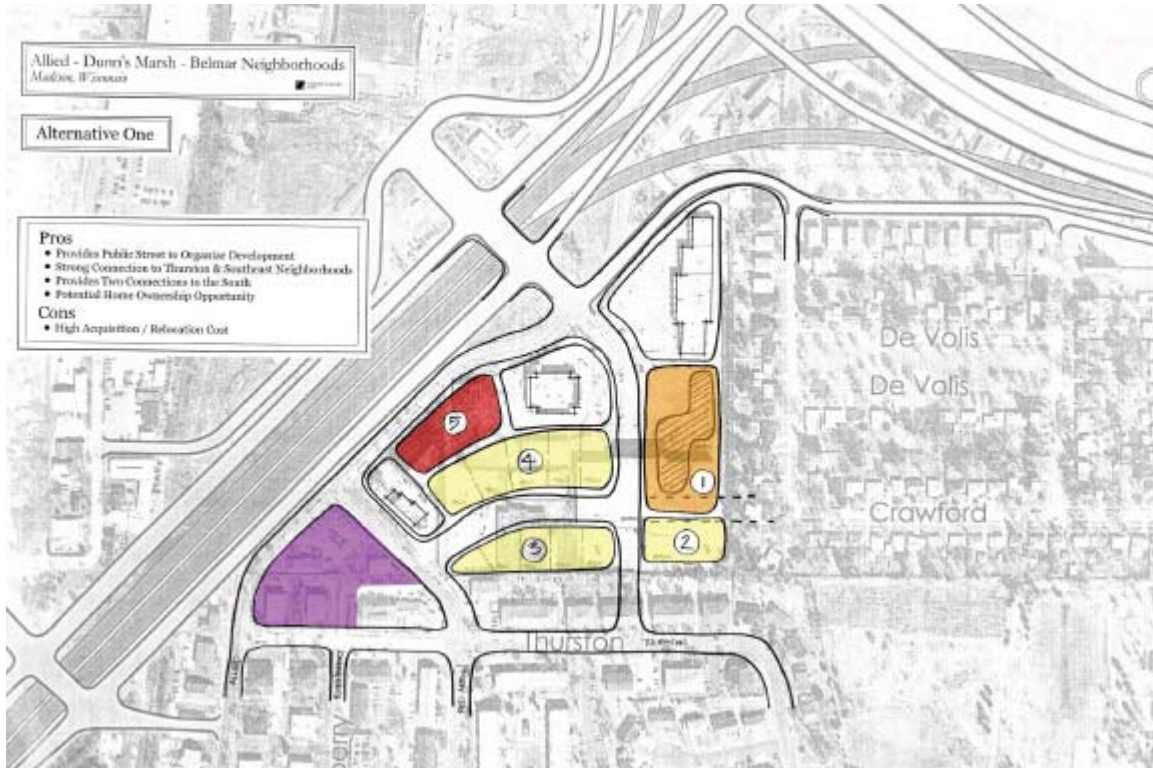 Allied - Dunn's Marsh - Belmar Neighborhoods
Madison, Wisconsin
Alternative One
Pros
• Provides Public Street to Organize Development
• Strong Connection to Thurston & Southeast Neighborhoods
• Provides Two Connections to the South
• Potential Home Ownership Opportunity
Cons
• High Acquisition / Relocation Cost
De Volis
De Volis
5
4
1
Crawford
3
2
Thurston
THURSTON
ALLIED